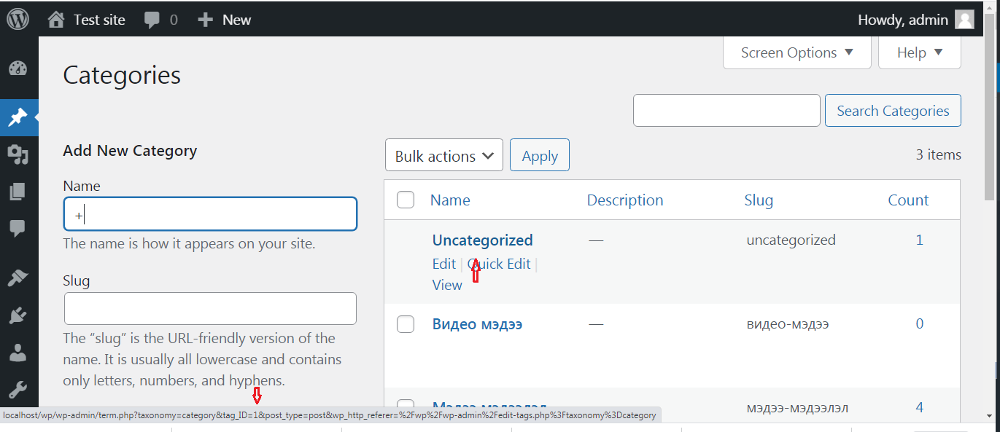 Test site 0 New Howdy, admin
Screen Options Help
Categories
Search Categories
Add New Category
Bulk actions Apply 3 items
Name
+
The name is how it appears on your site.
Slug
The “slug” is the URL-friendly version of the
name. It is usually all lowercase and contains
only letters, numbers, and hyphens.
Name Description Slug Count
Uncategorized — uncategorized 1
Edit | Quick Edit |
View
Видео мэдээ — видео-мэдээ 0
Мэдээ мэдээлэл мэдээ-мэдээлэл 4
localhost/wp/wp-admin/term.php?taxonomy=category&tag_ID=1&post_type=post&wp_http_referer=%2Fwp%2Fwp-admin%2Fedit-tags.php%3Ftaxonomy%3Dcategory